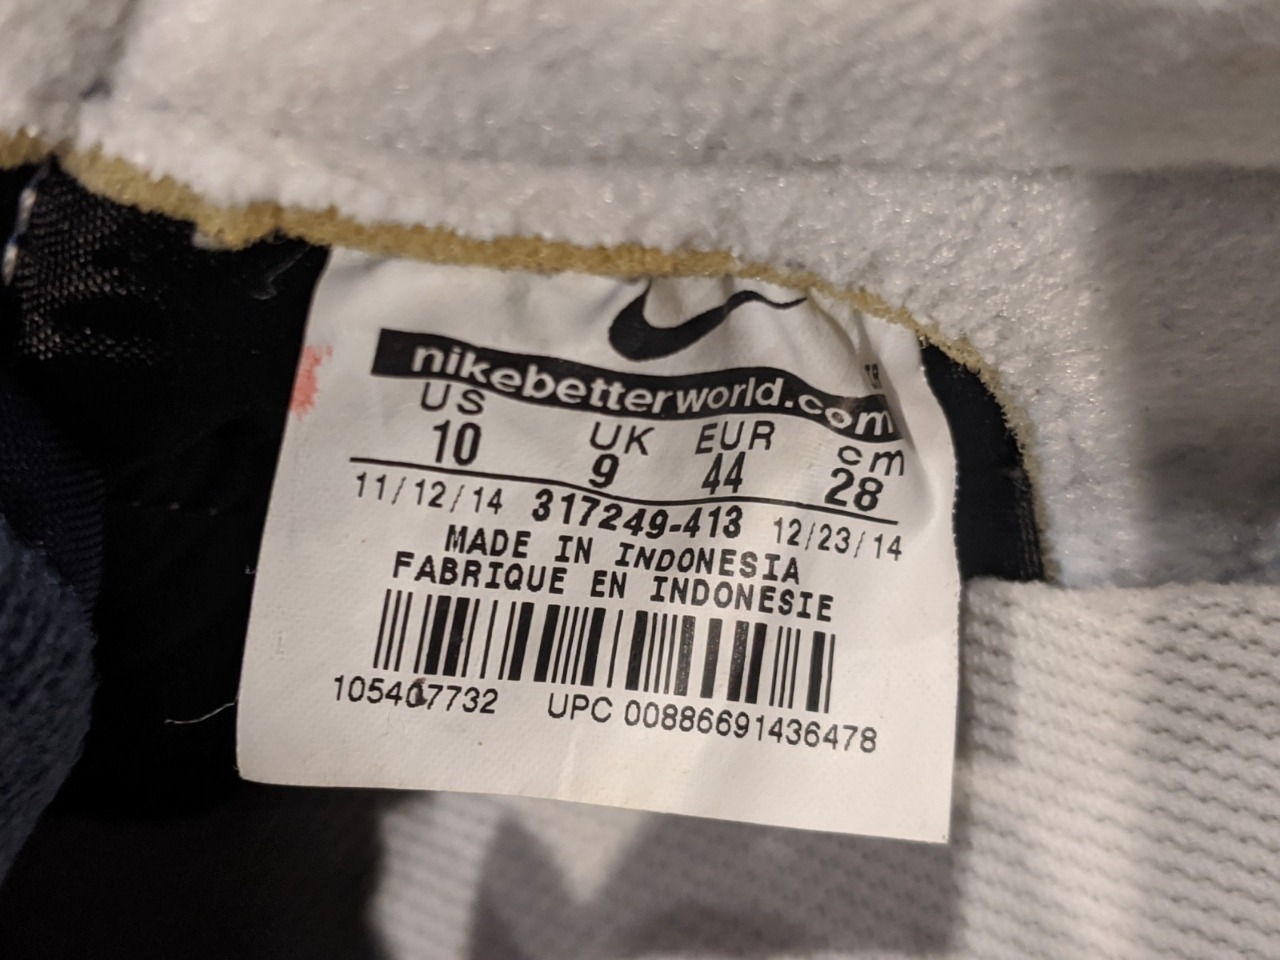 nikebetterworld.com
US UK EUR cm
10 9 44 28
11/12/14 317249-413 12/23/14
MADE IN INDONESIA
FABRIQUE EN INDONESIE
105407732 UPC 00886691436478